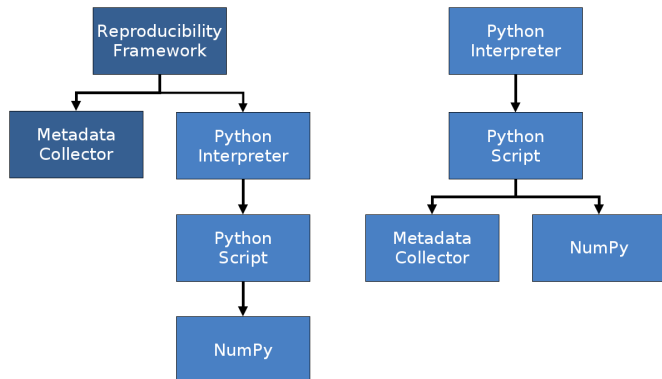 Reproducibility
Framework
Metadata
Collector
Python
Interpreter
Python
Script
NumPy
Python
Interpreter
Python
Script
Metadata
Collector
NumPy